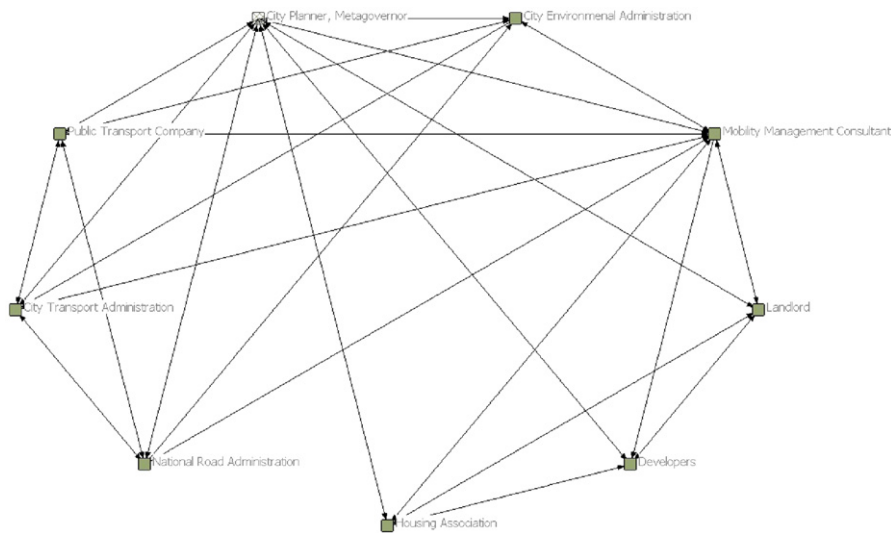 City Planner, Metagovernor
City Environmenal Administration
Public Transport Company
Mobility Management Consultant
City Transport Administration
Landlord
National Road Administration
Developers
Housing Association